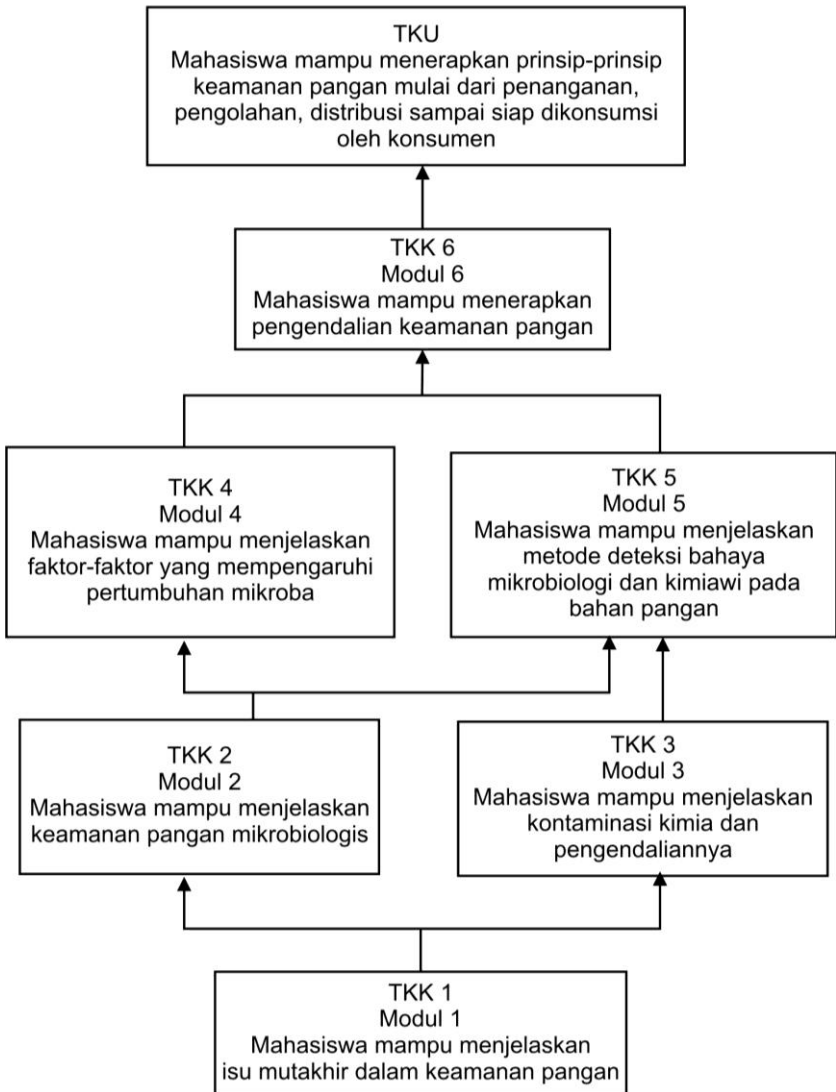 TKU
Mahasiswa mampu menerapkan prinsip-prinsip
keamanan pangan mulai dari penanganan,
pengolahan, distribusi sampai siap dikonsumsi
oleh konsumen
TKK 6
Modul 6
Mahasiswa mampu menerapkan
pengendalian keamanan pangan
TKK 4
Modul 4
Mahasiswa mampu menjelaskan
faktor-faktor yang mempengaruhi
pertumbuhan mikroba
TKK 5
Modul 5
Mahasiswa mampu menjelaskan
metode deteksi bahaya
mikrobiologi dan kimiawi pada
bahan pangan
TKK 2
Modul 2
Mahasiswa mampu menjelaskan
keamanan pangan mikrobiologis
TKK 3
Modul 3
Mahasiswa mampu menjelaskan
kontaminasi kimia dan
pengendaliannya
TKK 1
Modul 1
Mahasiswa mampu menjelaskan
isu mutakhir dalam keamanan pangan